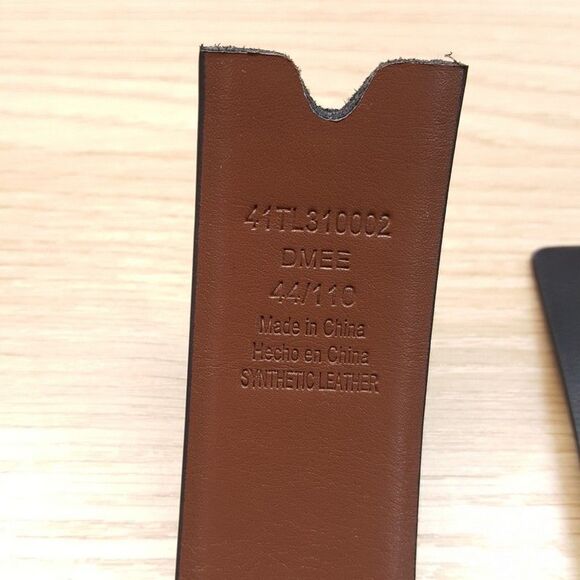 41TL310002
DMEE
44/110
Made in China
Hecho en China
SYNTHETIC LEATHER